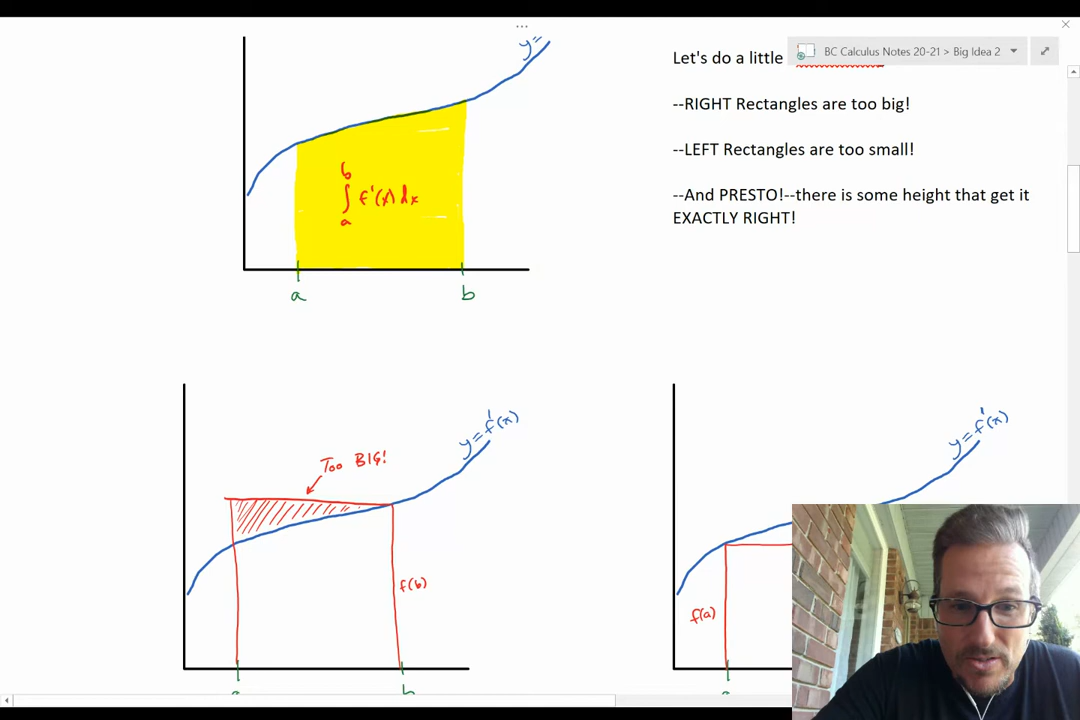 BC Calculus Notes 20-21 > Big Idea 2
y=
Let's do a little
--RIGHT Rectangles are too big!
--LEFT Rectangles are too small!
--And PRESTO!--there is some height that get it
EXACTLY RIGHT!
b
∫ f'(x) dx
a
a b
y=f'(x)
Too BIG!
f(b)
y=f'(x)
f(a)